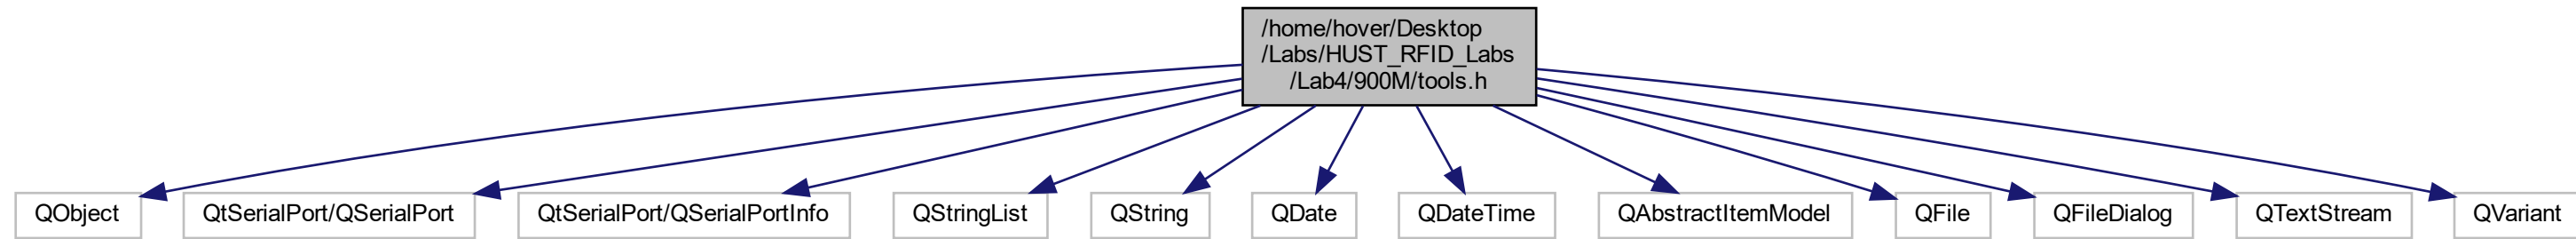 /home/hover/Desktop
/Labs/HUST_RFID_Labs
/Lab4/900M/tools.h
QObject
QtSerialPort/QSerialPort
QtSerialPort/QSerialPortInfo
QStringList
QString
QDate
QDateTime
QAbstractItemModel
QFile
QFileDialog
QTextStream
QVariant